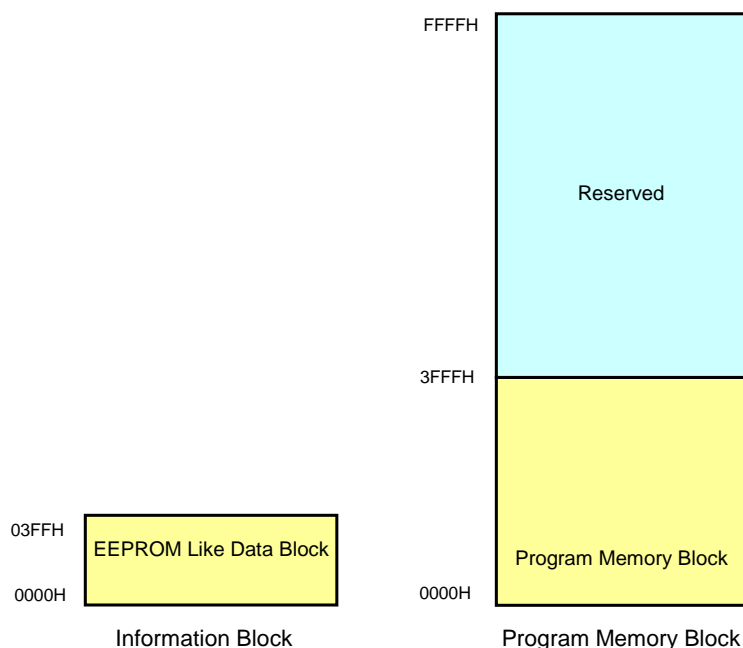 FFFFH
Reserved
3FFFH
03FFH
EEPROM Like Data Block
Program Memory Block
0000H
0000H
Information Block
Program Memory Block